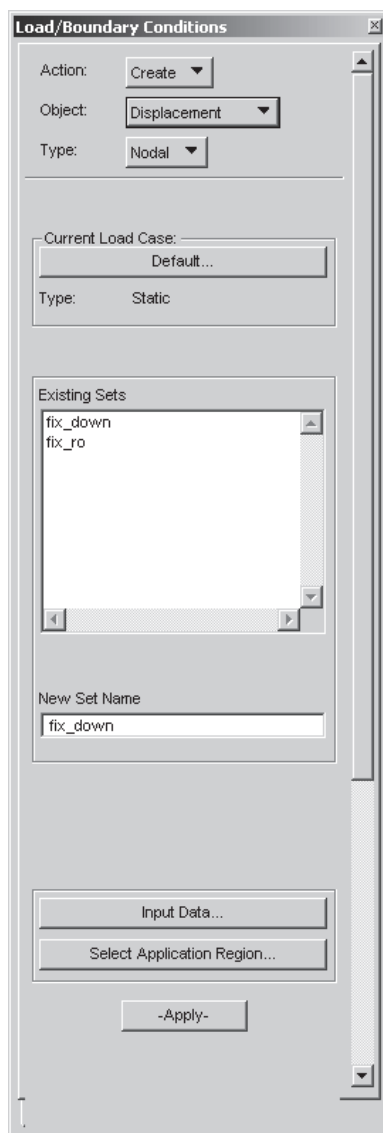 Load/Boundary Conditions
Action: Create
Object: Displacement
Type: Nodal
Current Load Case:
Default...
Type: Static
Existing Sets
fix_down
fix_ro
New Set Name
fix_down
Input Data...
Select Application Region...
-Apply-